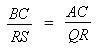 BC/RS = AC/QR